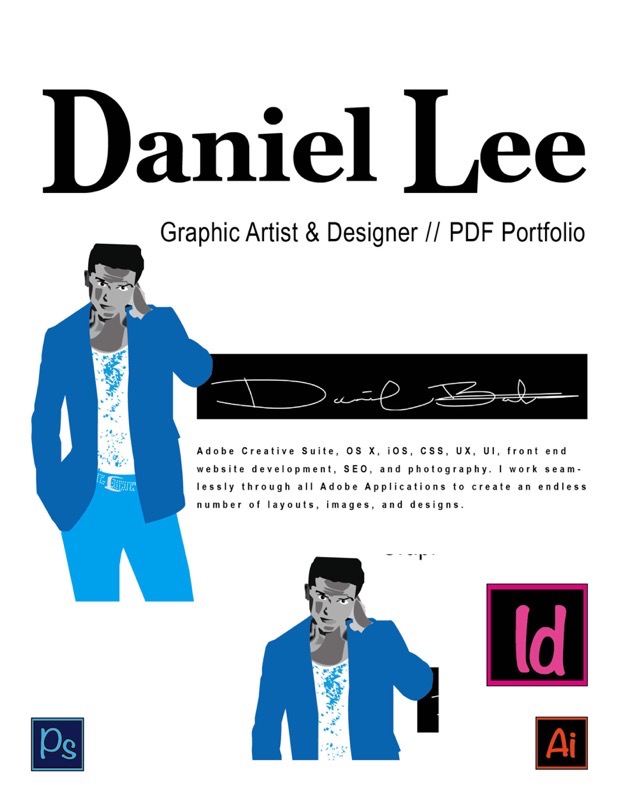 Daniel Lee
Graphic Artist & Designer // PDF Portfolio
Daniel
Adobe Creative Suite, OS X, iOS, CSS, UX, UI, front end
website development, SEO, and photography. I work seam-
lessly through all Adobe Applications to create an endless
number of layouts, images, and designs.
Id
Ps
Ai